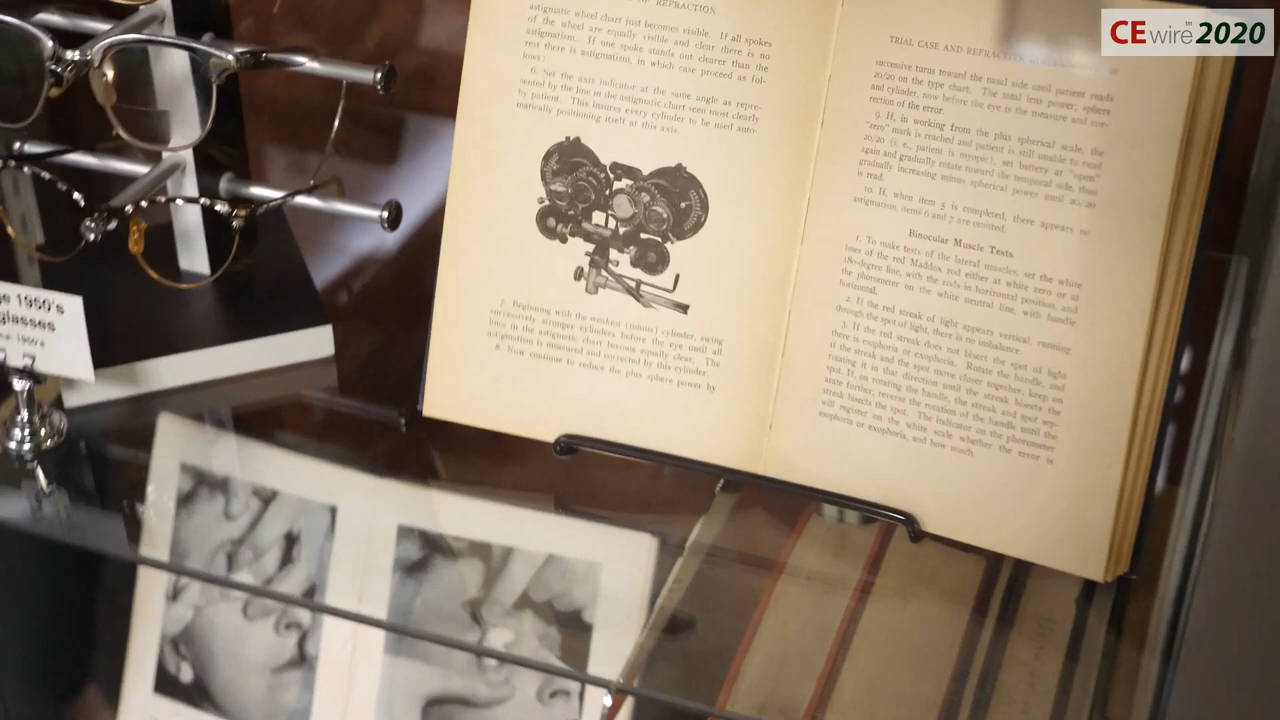 CEwire™2020
OF REFRACTION
astigmatic wheel chart just becomes visible. If all spokes
of the wheel are equally visible and clear there is no
astigmatism. If one spoke stands out clearer than the
rest there is astigmatism, in which case proceed as fol-
lows:
6. Set the axis indicator at the same angle as repre-
sented by the line in the astigmatic chart seen most clearly
by patient. This insures every cylinder to be used auto-
matically positioning itself at this axis.
7. Beginning with the weakest (minus) cylinder, swing
successively stronger cylinders before the eye until all
lines in the astigmatic chart become equally clear. The
astigmatism is measured and corrected by this cylinder.
8. Now continue to reduce the plus sphere power by
TRIAL CASE AND REFRACTI
successive turns toward the nasal side until patient reads
20/20 on the type chart. The total lens power, sphere
and cylinder, now before the eye is the measure and cor-
rection of the error.
9. If, in working from the plus spherical scale, the
"zero" mark is reached and patient is still unable to read
20/20 (i. e., patient is myopic), set battery at "open"
again and gradually rotate toward the temporal side, thus
gradually increasing minus spherical power until 20/20
is read.
10. If, when item 5 is completed, there appears no
astigmatism, items 6 and 7 are omitted.
Binocular Muscle Tests
1. To make tests of the lateral muscles, set the white
lines of the red Maddox rod either at white zero or at
180-degree line, with the rods in horizontal position, and
the phorometer on the white neutral line, with handle
horizontal.
2. If the red streak of light appears vertical, running
through the spot of light, there is no imbalance.
3. If the red streak does not bisect the spot of light
there is esophoria or exophoria. Rotate the handle, and
if the streak and the spot move closer together, keep on
rotating it in that direction until the streak bisects the
spot. If, on rotating the handle, the streak and spot sep-
arate further, reverse the rotation of the handle until the
streak bisects the spot. The indicator on the phorometer
will register on the white scale whether the error is
esophoria or exophoria, and how much.
1950's
glasses
1950's